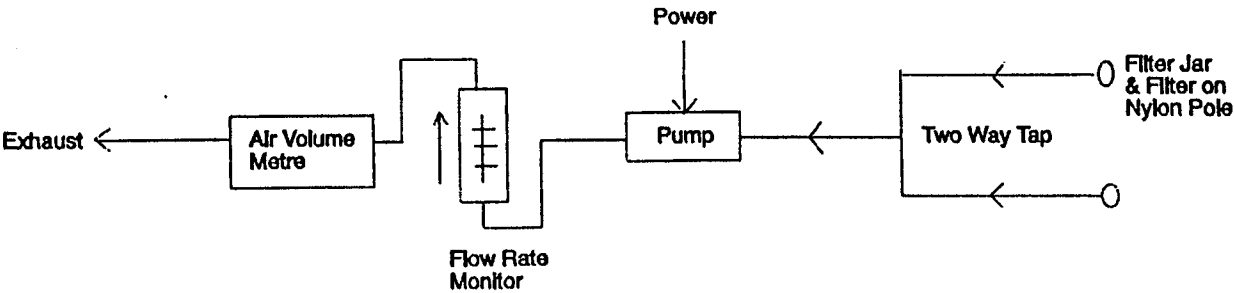 Power
Filter Jar
& Filter on
Nylon Pole
Exhaust
Air Volume
Metre
Pump
Two Way Tap
Flow Rate
Monitor